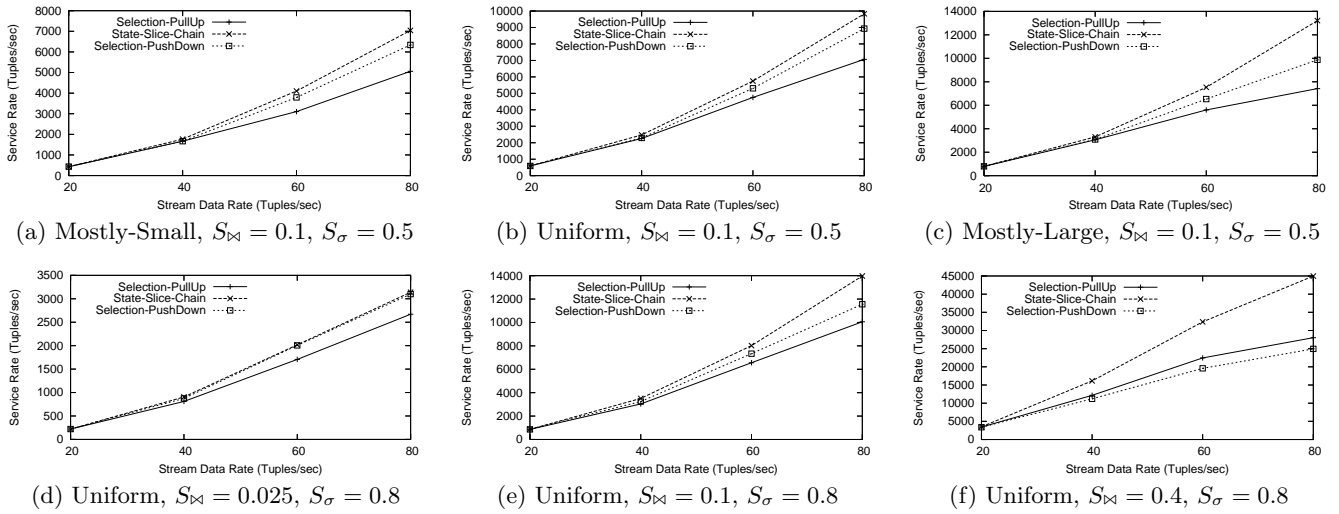 Service Rate (Tuples/sec)
8000
7000
6000
5000
4000
3000
2000
1000
0
Selection-PullUp
State-Slice-Chain
Selection-PushDown
20 40 60 80
Stream Data Rate (Tuples/sec)
(a) Mostly-Small, S⋈ = 0.1, Sσ = 0.5
Service Rate (Tuples/sec)
10000
9000
8000
7000
6000
5000
4000
3000
2000
1000
0
Selection-PullUp
State-Slice-Chain
Selection-PushDown
20 40 60 80
Stream Data Rate (Tuples/sec)
(b) Uniform, S⋈ = 0.1, Sσ = 0.5
Service Rate (Tuples/sec)
14000
12000
10000
8000
6000
4000
2000
0
Selection-PullUp
State-Slice-Chain
Selection-PushDown
20 40 60 80
Stream Data Rate (Tuples/sec)
(c) Mostly-Large, S⋈ = 0.1, Sσ = 0.5
Service Rate (Tuples/sec)
3500
3000
2500
2000
1500
1000
500
0
Selection-PullUp
State-Slice-Chain
Selection-PushDown
20 40 60 80
Stream Data Rate (Tuples/sec)
(d) Uniform, S⋈ = 0.025, Sσ = 0.8
Service Rate (Tuples/sec)
14000
12000
10000
8000
6000
4000
2000
0
Selection-PullUp
State-Slice-Chain
Selection-PushDown
20 40 60 80
Stream Data Rate (Tuples/sec)
(e) Uniform, S⋈ = 0.1, Sσ = 0.8
Service Rate (Tuples/sec)
45000
40000
35000
30000
25000
20000
15000
10000
5000
0
Selection-PullUp
State-Slice-Chain
Selection-PushDown
20 40 60 80
Stream Data Rate (Tuples/sec)
(f) Uniform, S⋈ = 0.4, Sσ = 0.8